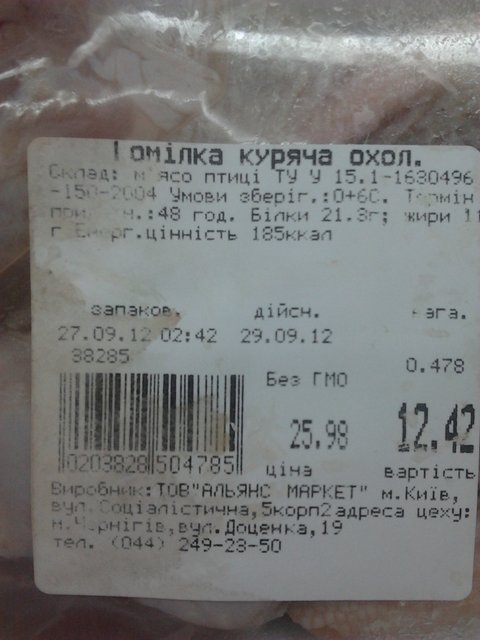 Гомілка куряча охол.
Склад: м'ясо птиці ТУ У 15.1-1630496
-150-2004 Умови зберіг.:0+6С. Термін
48 год. Білки 21.3г; жири 11
г Енерг.цінність 185ккал
запаков. дійсн. вага.
27.09.12 02:42 29.09.12
38285 0.478
Без ГМО
25.98 12.42
0203828 504785
ціна вартість
Виробник:ТОВ"АЛЬЯНС МАРКЕТ" м.Київ,
вул.Соціалістична,5корп2 адреса цеху:
м.Чернігів,вул.Доценка,19
тел. (044) 249-23-50